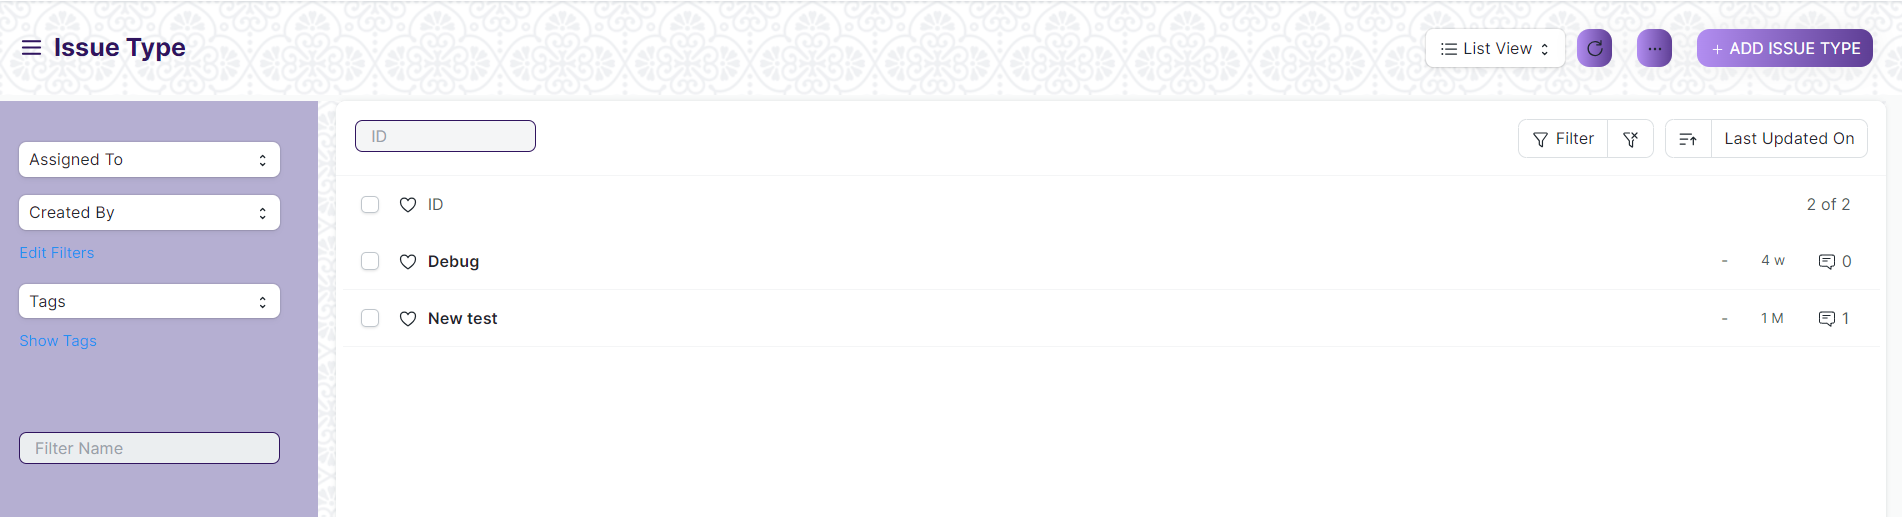 Issue Type
List View
+ ADD ISSUE TYPE
Assigned To
Created By
Edit Filters
Tags
Show Tags
Filter Name
ID
Filter
Last Updated On
ID
2 of 2
Debug
- 4 w 0
New test
- 1 M 1